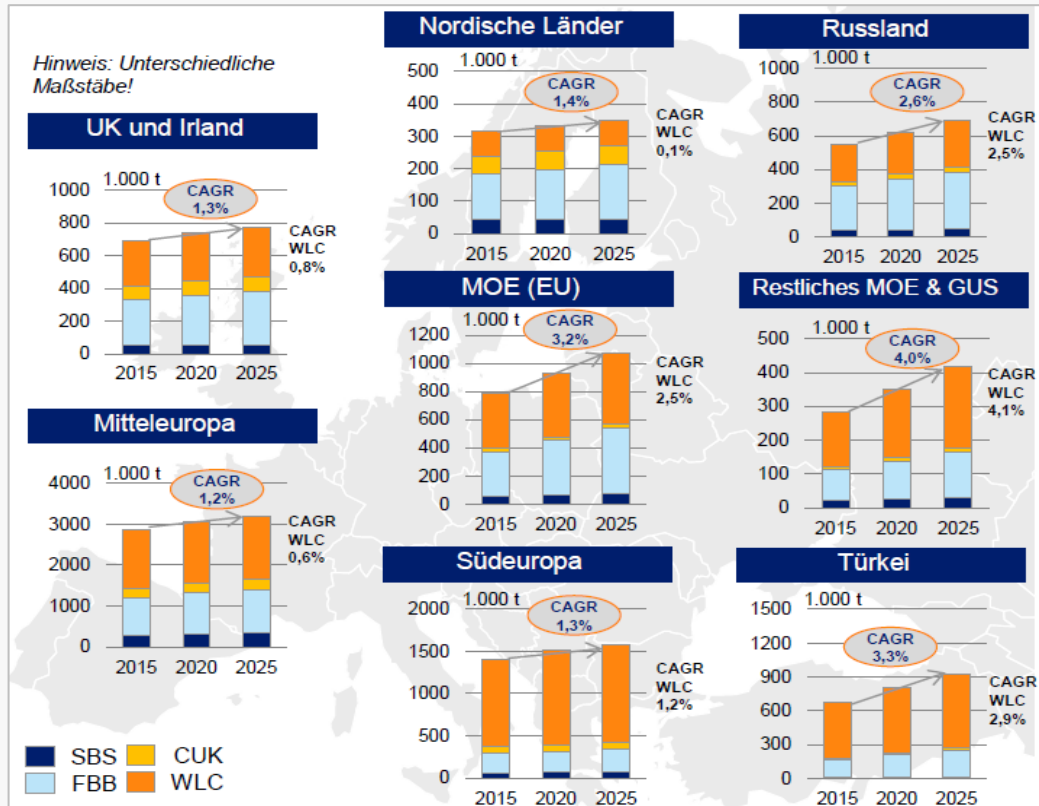 Hinweis: Unterschiedliche
Maßstäbe!
UK und Irland
1.000 t
1000
800
600
400
200
0
CAGR
1,3%
CAGR
WLC
0,8%
2015 2020 2025
Mitteleuropa
1.000 t
4000
3000
2000
1000
0
CAGR
1,2%
CAGR
WLC
0,6%
2015 2020 2025
Nordische Länder
1.000 t
500
400
300
200
100
0
CAGR
1,4%
CAGR
WLC
0,1%
2015 2020 2025
MOE (EU)
1.000 t
1200
1000
800
600
400
200
0
CAGR
3,2%
CAGR
WLC
2,5%
2015 2020 2025
Südeuropa
1.000 t
2000
1500
1000
500
0
CAGR
1,3%
CAGR
WLC
1,2%
2015 2020 2025
Russland
1.000 t
1000
800
600
400
200
0
CAGR
2,6%
CAGR
WLC
2,5%
2015 2020 2025
Restliches MOE & GUS
1.000 t
500
400
300
200
100
0
CAGR
4,0%
CAGR
WLC
4,1%
2015 2020 2025
Türkei
1.000 t
1500
1200
900
600
300
0
CAGR
3,3%
CAGR
WLC
2,9%
2015 2020 2025
SBS CUK
FBB WLC